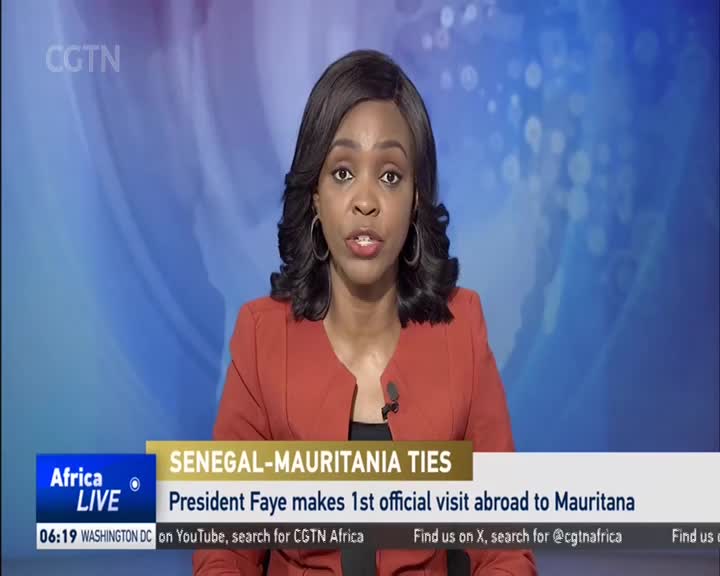 CGTN
SENEGAL-MAURITANIA TIES
Africa
LIVE
President Faye makes 1st official visit abroad to Mauritana
06:19 WASHINGTON DC
on YouTube, search for CGTN Africa Find us on X, search for @cgtnafrica Find us